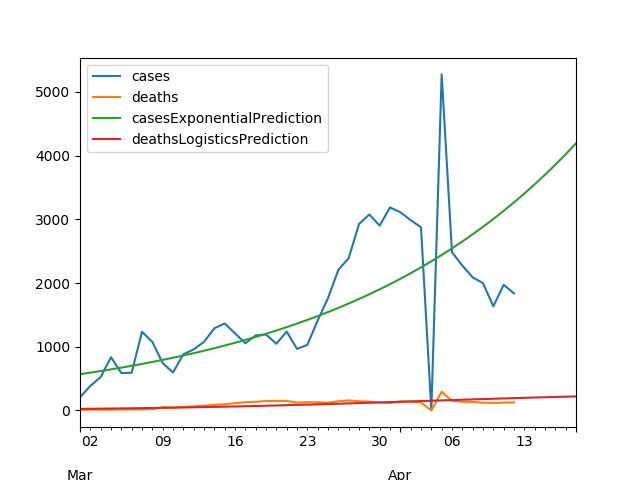 cases
deaths
casesExponentialPrediction
deathsLogisticsPrediction
5000
4000
3000
2000
1000
0
02 09 16 23 30 06 13
Mar Apr